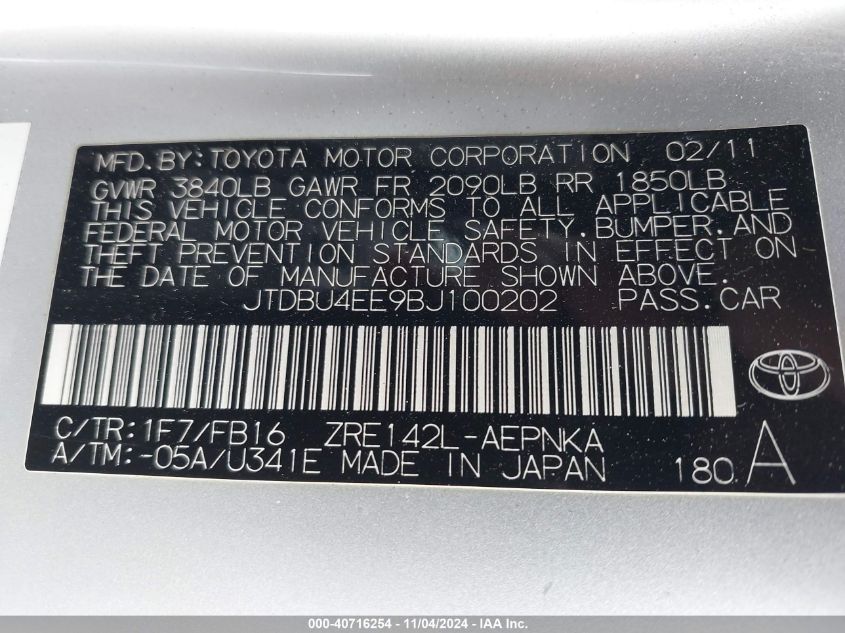 MFD. BY: TOYOTA MOTOR CORPORATION 02/11
GVWR 3840LB GAWR FR 2090LB RR 1850LB
THIS VEHICLE CONFORMS TO ALL APPLICABLE
FEDERAL MOTOR VEHICLE SAFETY, BUMPER, AND
THEFT PREVENTION STANDARDS IN EFFECT ON
THE DATE OF MANUFACTURE SHOWN ABOVE.
JTDBU4EE9BJ100202 PASS. CAR
C/TR: 1F7/FB16 ZRE142L-AEPNKA
A/TM: -05A/U341E MADE IN JAPAN 180 A
000-40716254 - 11/04/2024 - IAA Inc.